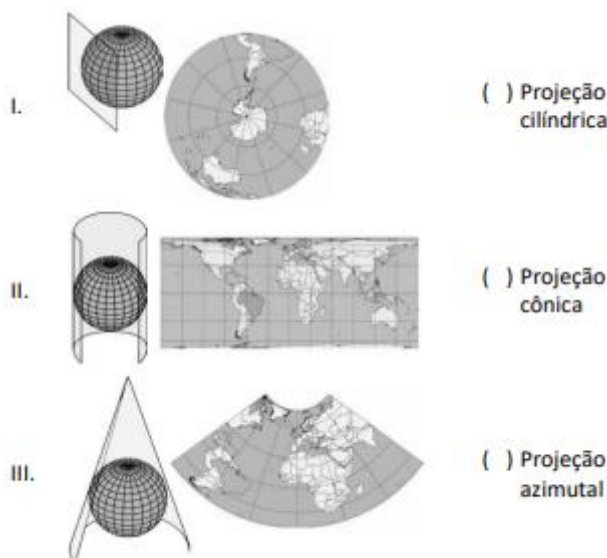 I.
( ) Projeção
cilíndrica
II.
( ) Projeção
cônica
III.
( ) Projeção
azimutal